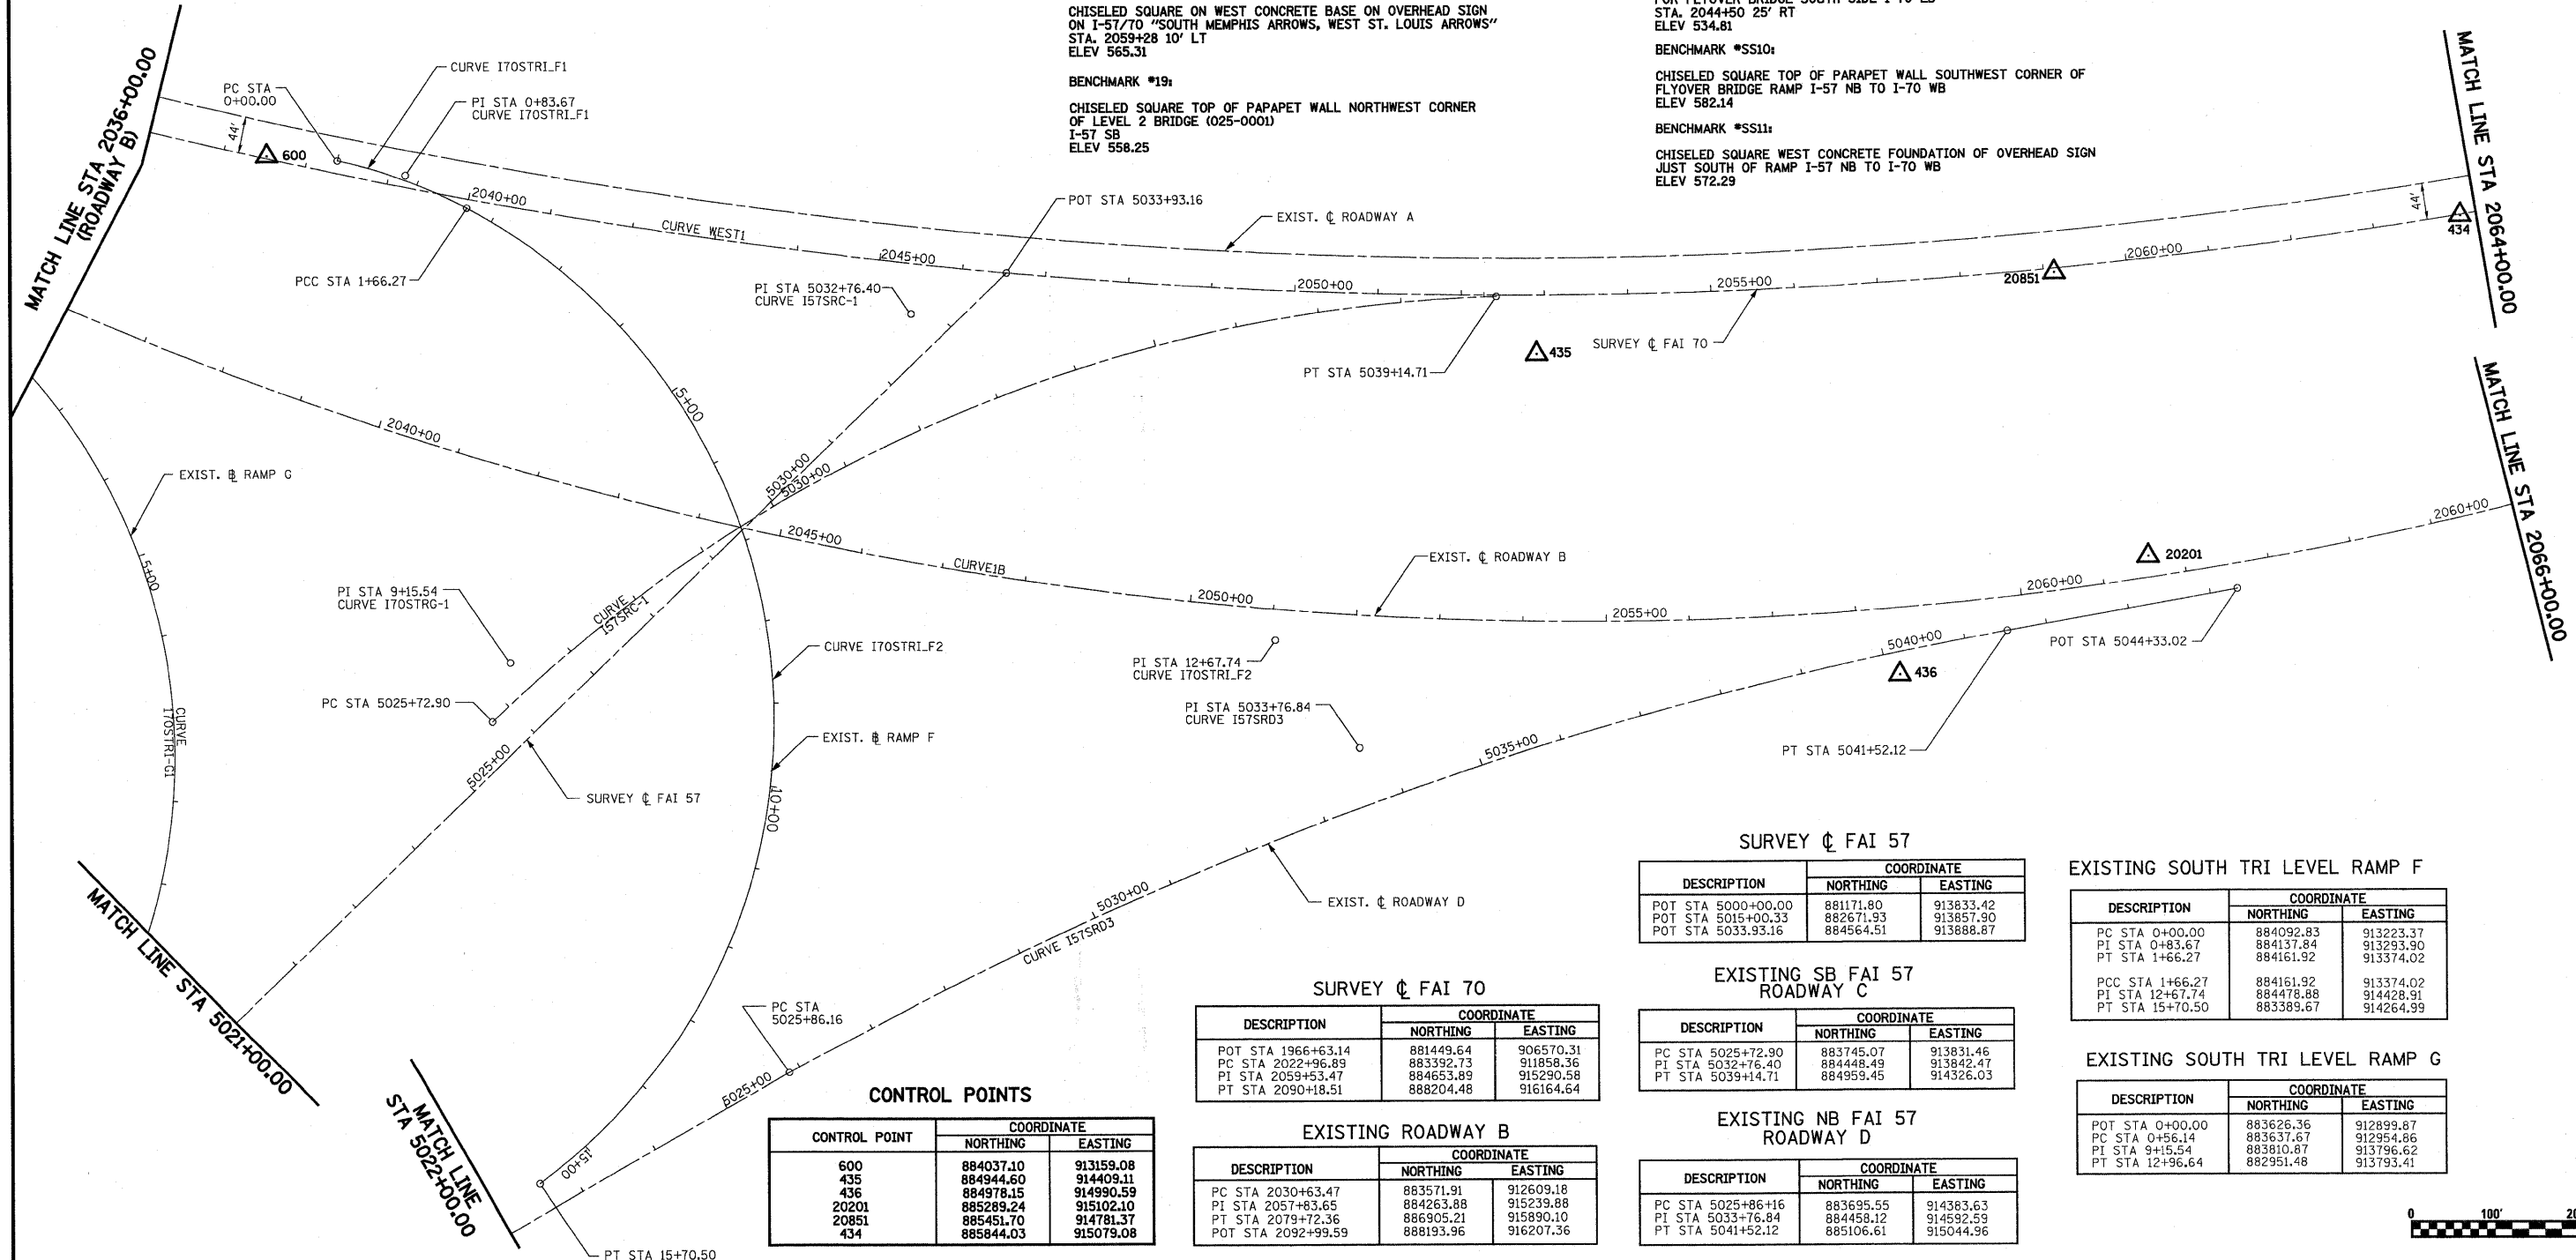 CHISELED SQUARE ON WEST CONCRETE BASE ON OVERHEAD SIGN
ON I-57/70 "SOUTH MEMPHIS ARROWS, WEST ST. LOUIS ARROWS"
STA. 2059+28 10' LT
ELEV 565.31
BENCHMARK #19:
CHISELED SQUARE TOP OF PAPAPET WALL NORTHWEST CORNER
OF LEVEL 2 BRIDGE (025-0001)
I-57 SB
ELEV 558.25
STA. 2044+50 25' RT
ELEV 534.81
BENCHMARK #SS10:
CHISELED SQUARE TOP OF PARAPET WALL SOUTHWEST CORNER OF
FLYOVER BRIDGE RAMP I-57 NB TO I-70 WB
ELEV 582.14
BENCHMARK #SS11:
CHISELED SQUARE WEST CONCRETE FOUNDATION OF OVERHEAD SIGN
JUST SOUTH OF RAMP I-57 NB TO I-70 WB
ELEV 572.29
MATCH LINE STA 2036+00.00
(ROADWAY B)
PC STA
0+00.00
CURVE I70STRI_F1
PI STA 0+83.67
CURVE I70STRI_F1
44'
600
2040+00
PCC STA 1+66.27
CURVE WEST1
2045+00
PI STA 5032+76.40
CURVE I57SRC-1
POT STA 5033+93.16
EXIST. ℄ ROADWAY A
2050+00
2055+00
2060+00
44'
434
20851
435
SURVEY ℄ FAI 70
PT STA 5039+14.71
MATCH LINE STA 2064+00.00
MATCH LINE STA 2066+00.00
5+00
2040+00
EXIST. B RAMP G
5030+00
5030+00
2045+00
CURVE1B
2050+00
EXIST. ℄ ROADWAY B
2055+00
2060+00
2060+00
20201
5+00
PI STA 9+15.54
CURVE I70STRG-1
CURVE
I57SRC-1
PC STA 5025+72.90
CURVE
I70STRI-G1
CURVE I70STRI_F2
PI STA 12+67.74
CURVE I70STRI_F2
PI STA 5033+76.84
CURVE I57SRD3
5040+00
436
POT STA 5044+33.02
PT STA 5041+52.12
5035+00
EXIST. B RAMP F
5025+00
SURVEY ℄ FAI 57
10+00
5030+00
CURVE I57SRD3
EXIST. ℄ ROADWAY D
MATCH LINE STA 5021+00.00
PC STA
5025+86.16
5025+00
MATCH LINE
STA 5022+00.00
15+00
PT STA 15+70.50
CONTROL POINTS
CONTROL POINT COORDINATE
NORTHING EASTING
600 884037.10 913159.08
435 884944.60 914409.11
436 884978.15 914990.59
20201 885289.24 915102.10
20851 885451.70 914781.37
434 885844.03 915079.08
SURVEY ℄ FAI 70
DESCRIPTION COORDINATE
NORTHING EASTING
POT STA 1966+63.14 881449.64 906570.31
PC STA 2022+96.89 883392.73 911858.36
PI STA 2059+53.47 884653.89 915290.58
PT STA 2090+18.51 888204.48 916164.64
EXISTING ROADWAY B
DESCRIPTION COORDINATE
NORTHING EASTING
PC STA 2030+63.47 883571.91 912609.18
PI STA 2057+83.65 884263.88 915239.88
PT STA 2079+72.36 886905.21 915890.10
POT STA 2092+99.59 888193.96 916207.36
SURVEY ℄ FAI 57
DESCRIPTION COORDINATE
NORTHING EASTING
POT STA 5000+00.00 881171.80 913833.42
POT STA 5015+00.33 882671.93 913857.90
POT STA 5033.93.16 884564.51 913888.87
EXISTING SB FAI 57
ROADWAY C
DESCRIPTION COORDINATE
NORTHING EASTING
PC STA 5025+72.90 883745.07 913831.46
PI STA 5032+76.40 884448.49 913842.47
PT STA 5039+14.71 884959.45 914326.03
EXISTING NB FAI 57
ROADWAY D
DESCRIPTION COORDINATE
NORTHING EASTING
PC STA 5025+86+16 883695.55 914383.63
PI STA 5033+76.84 884458.12 914592.59
PT STA 5041+52.12 885106.61 915044.96
EXISTING SOUTH TRI LEVEL RAMP F
DESCRIPTION COORDINATE
NORTHING EASTING
PC STA 0+00.00 884092.83 913223.37
PI STA 0+83.67 884137.84 913293.90
PT STA 1+66.27 884161.92 913374.02
PCC STA 1+66.27 884161.92 913374.02
PI STA 12+67.74 884478.88 914428.91
PT STA 15+70.50 883389.67 914264.99
EXISTING SOUTH TRI LEVEL RAMP G
DESCRIPTION COORDINATE
NORTHING EASTING
POT STA 0+00.00 883626.36 912899.87
PC STA 0+56.14 883637.67 912954.86
PI STA 9+15.54 883810.87 913796.62
PT STA 12+96.64 882951.48 913793.41
0 100'